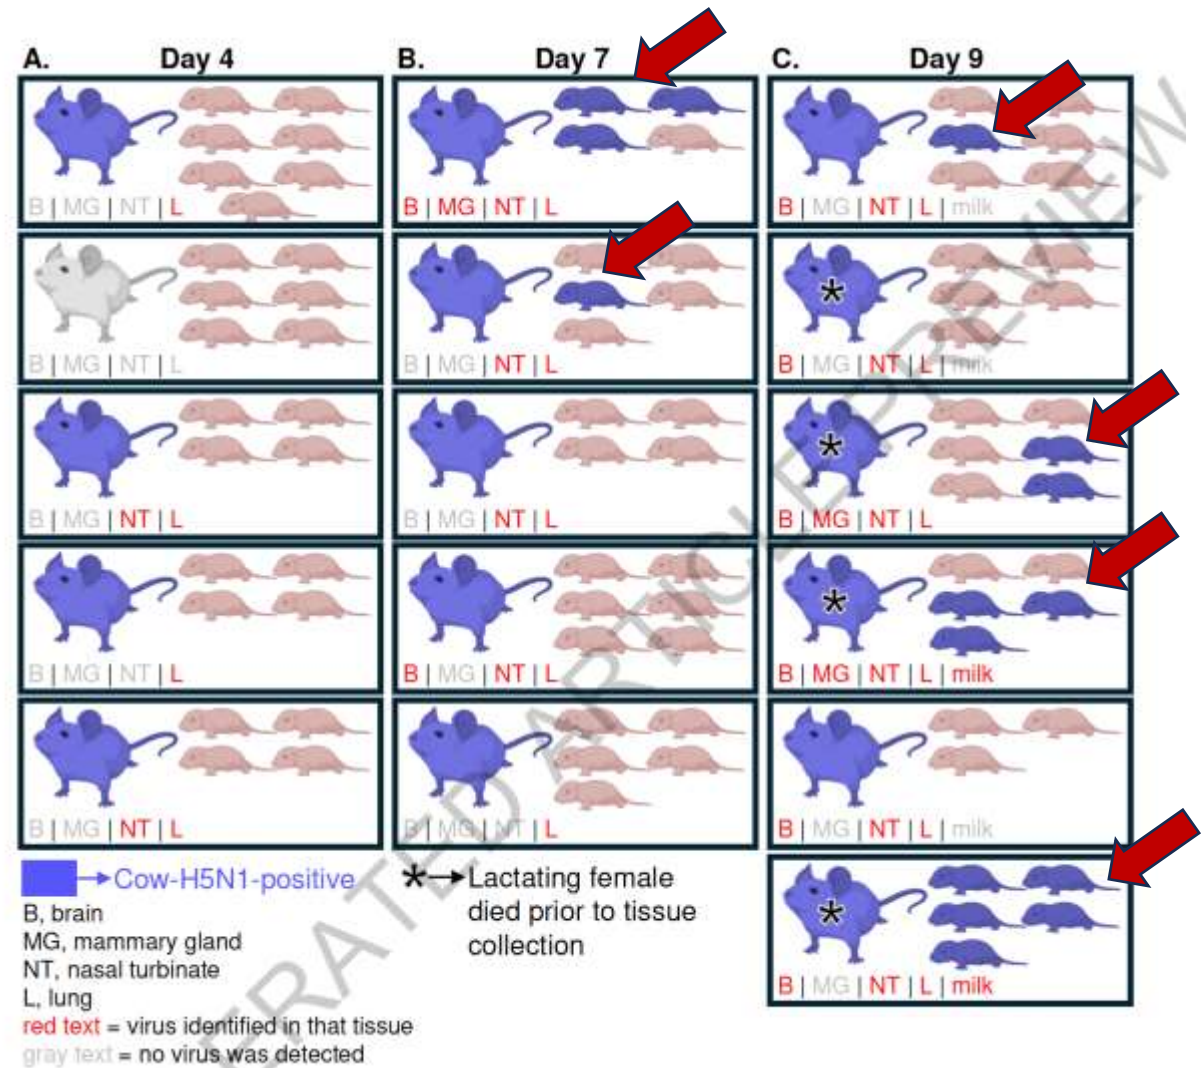 A. Day 4
B. Day 7
C. Day 9
B | MG | NT | L
B | MG | NT | L
B | MG | NT | L | milk
B | MG | NT | L
B | MG | NT | L
B | MG | NT | L | milk
B | MG | NT | L
B | MG | NT | L
B | MG | NT | L
B | MG | NT | L
B | MG | NT | L
B | MG | NT | L | milk
B | MG | NT | L
B | MG | NT | L
B | MG | NT | L | milk
B | MG | NT | L | milk
Cow-H5N1-positive
B, brain
MG, mammary gland
NT, nasal turbinate
L, lung
red text = virus identified in that tissue
gray text = no virus was detected
* Lactating female
died prior to tissue
collection
ERATED ARTICLE PREVIEW